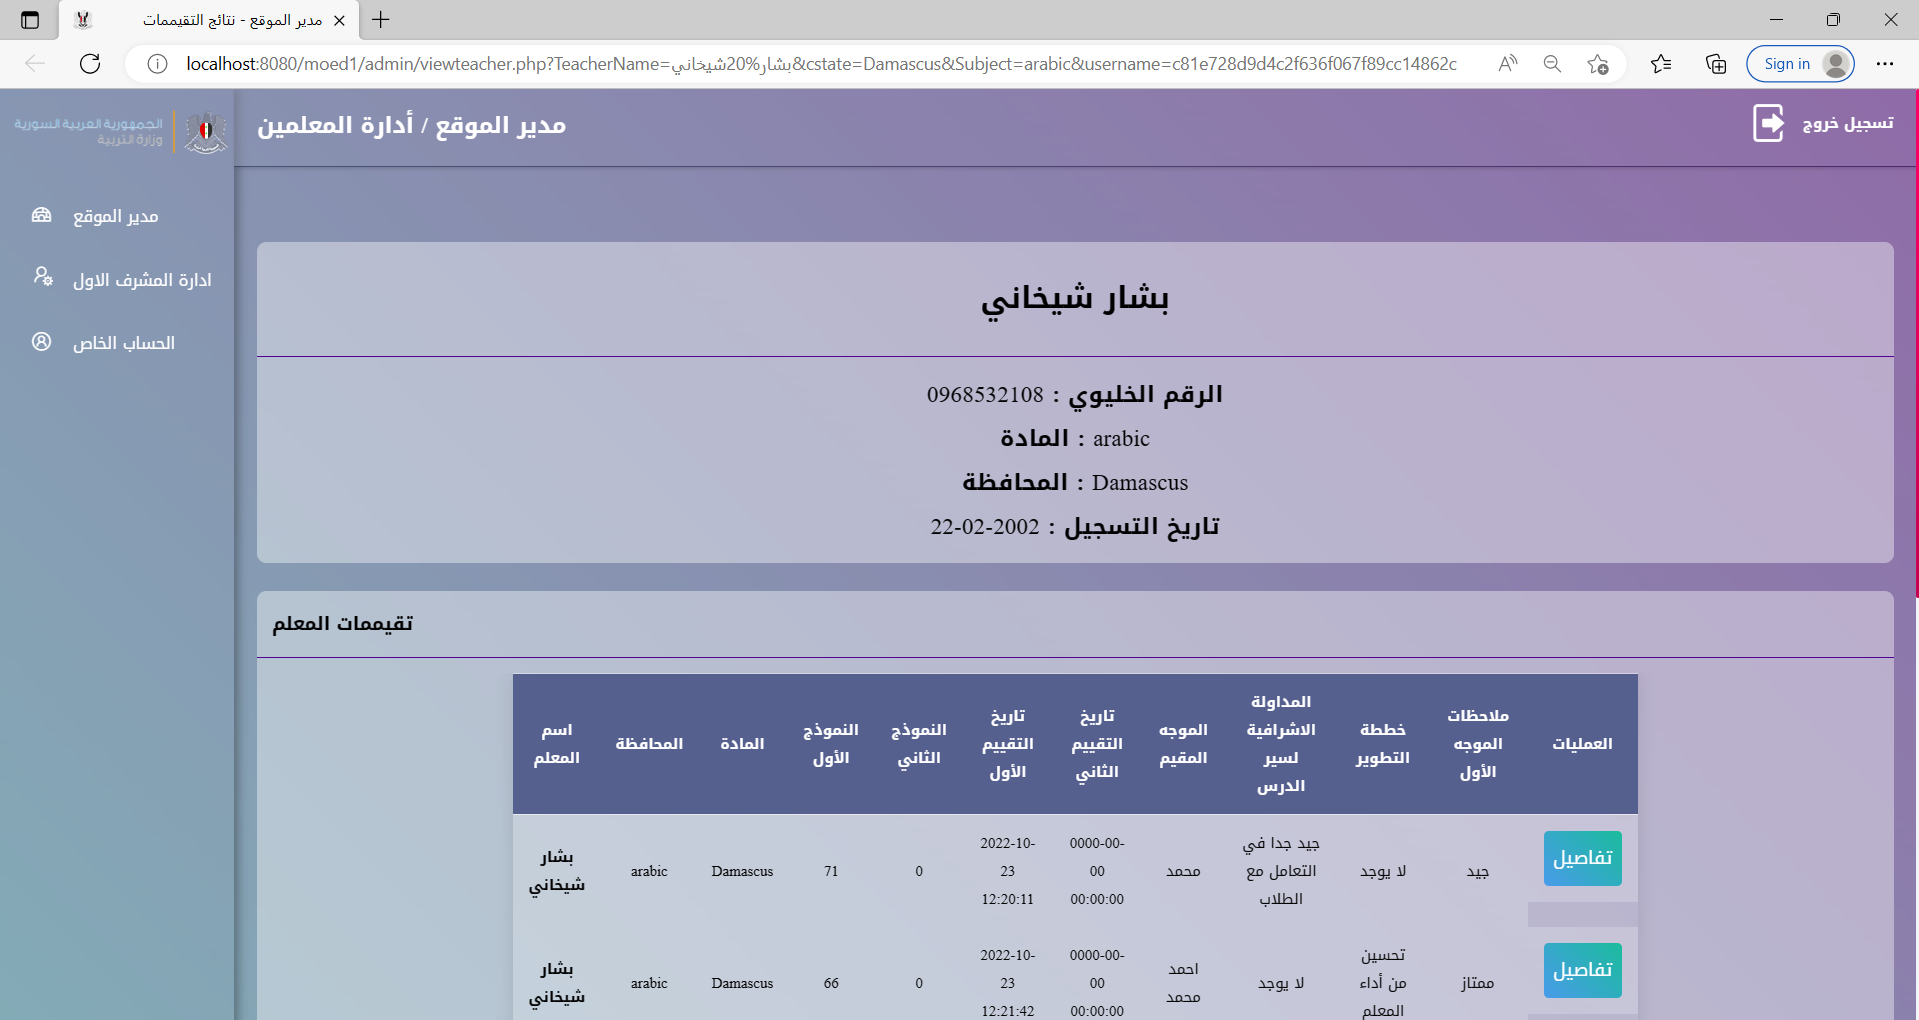 مدير الموقع - نتائج التقيممات
localhost:8080/moed1/admin/viewteacher.php?TeacherName=بشار%20شيخاني&cstate=Damascus&Subject=arabic&username=c81e728d9d4c2f636f067f89cc14862c
Sign in
الجمهورية العربية السورية
وزارة التربية
مدير الموقع / أدارة المعلمين
تسجيل خروج
مدير الموقع
ادارة المشرف الاول
الحساب الخاص
بشار شيخاني
الرقم الخليوي : 0968532108
المادة : arabic
المحافظة : Damascus
تاريخ التسجيل : 2002-02-22
تقيممات المعلم
اسم المعلم
المحافظة
المادة
النموذج الأول
النموذج الثاني
تاريخ التقييم الأول
تاريخ التقييم الثاني
الموجه المقيم
المداولة الاشرافية لسير الدرس
خططة التطوير
ملاحظات الموجه الأول
العمليات
بشار شيخاني
arabic
Damascus
71
0
2022-10-23 12:20:11
0000-00-00 00:00:00
محمد
جيد جدا في التعامل مع الطلاب
لا يوجد
جيد
تفاصيل
بشار شيخاني
arabic
Damascus
66
0
2022-10-23 12:21:42
0000-00-00 00:00:00
احمد محمد
لا يوجد
تحسين من أداء المعلم
ممتاز
تفاصيل